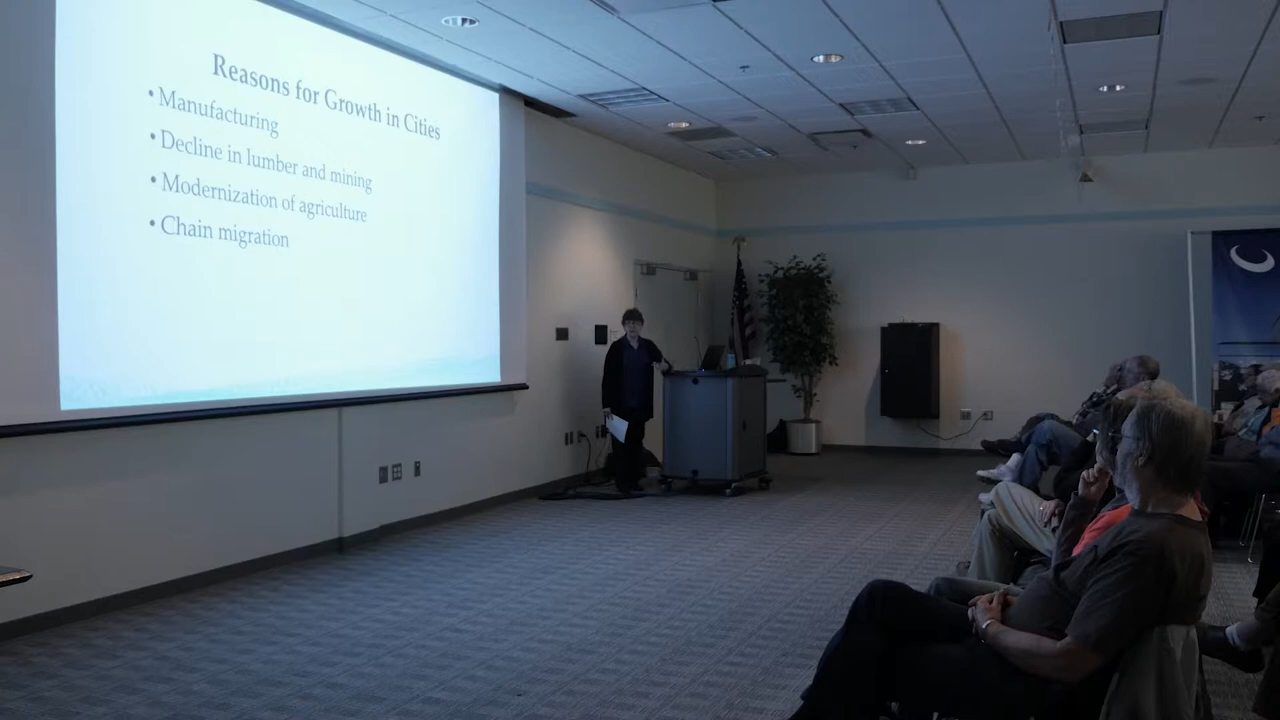 Reasons for Growth in Cities
• Manufacturing
• Decline in lumber and mining
• Modernization of agriculture
• Chain migration